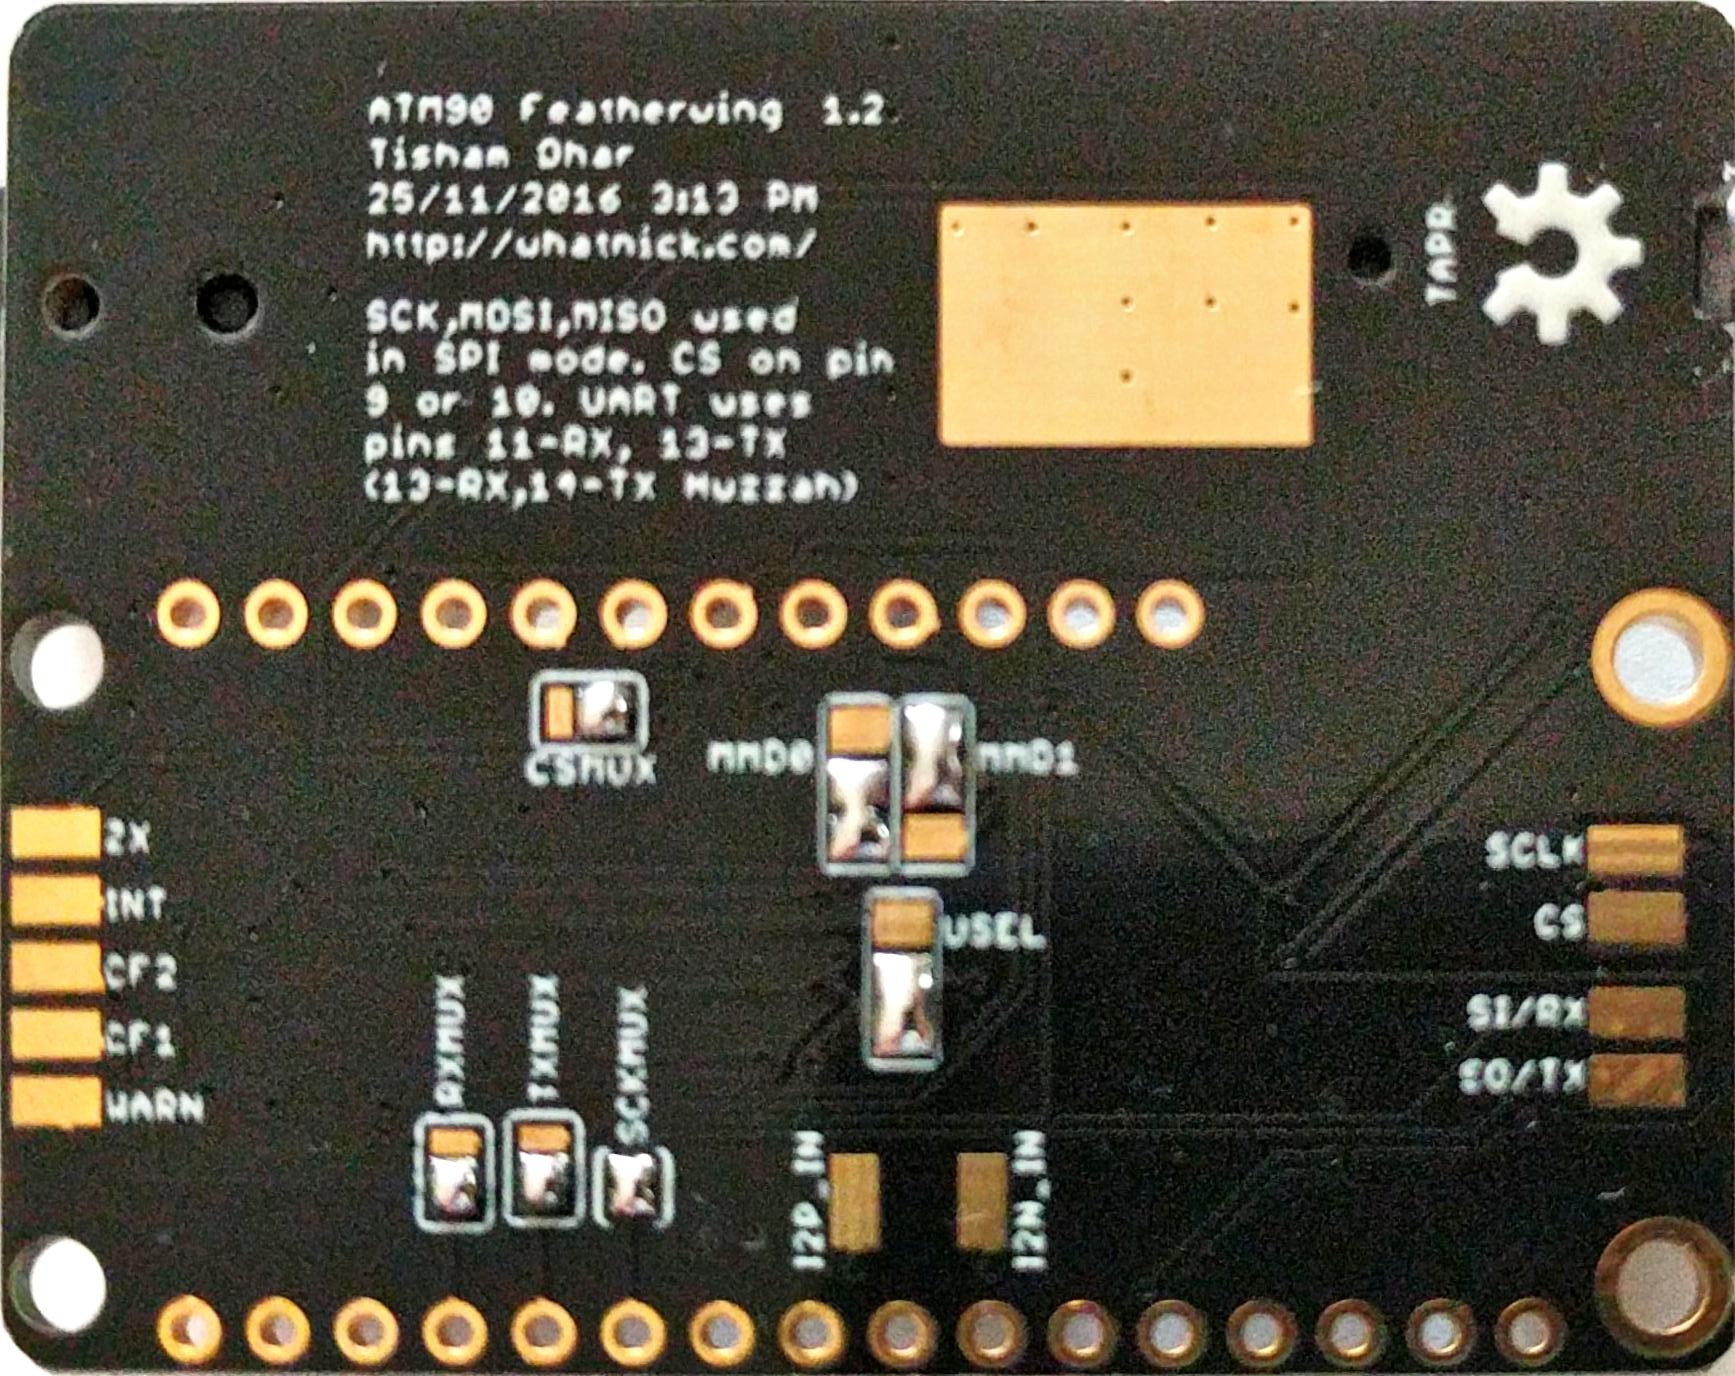 ATM90 Featherwing 1.2
Tisham Dhar
25/11/2016 3:13 PM
http://whatnick.com/
SCK,MOSI,MISO used
in SPI mode. CS on pin
9 or 10. UART uses
pins 11-RX, 13-TX
(13-RX,14-TX Huzzah)
TAPR
CSMUX
MMD0
MMD1
2X
INT
CF2
CF1
WARN
USEL
SCLK
CS
SI/RX
SO/TX
RXMUX
TXMUX
SCKMUX
I2P_IN
I2N_IN